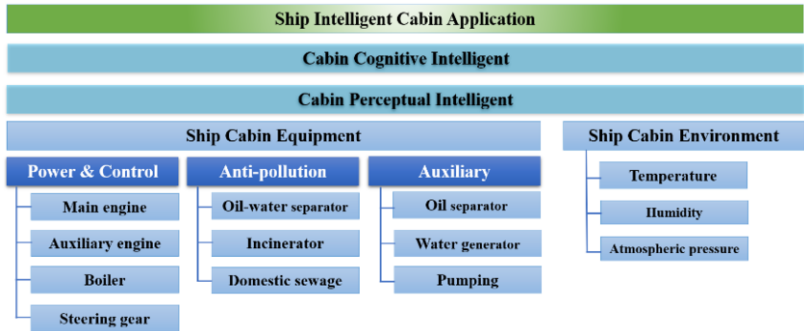 Ship Intelligent Cabin Application
Cabin Cognitive Intelligent
Cabin Perceptual Intelligent
Ship Cabin Equipment
Ship Cabin Environment
Power & Control
Main engine
Auxiliary engine
Boiler
Steering gear
Anti-pollution
Oil-water separator
Incinerator
Domestic sewage
Auxiliary
Oil separator
Water generator
Pumping
Temperature
Humidity
Atmospheric pressure